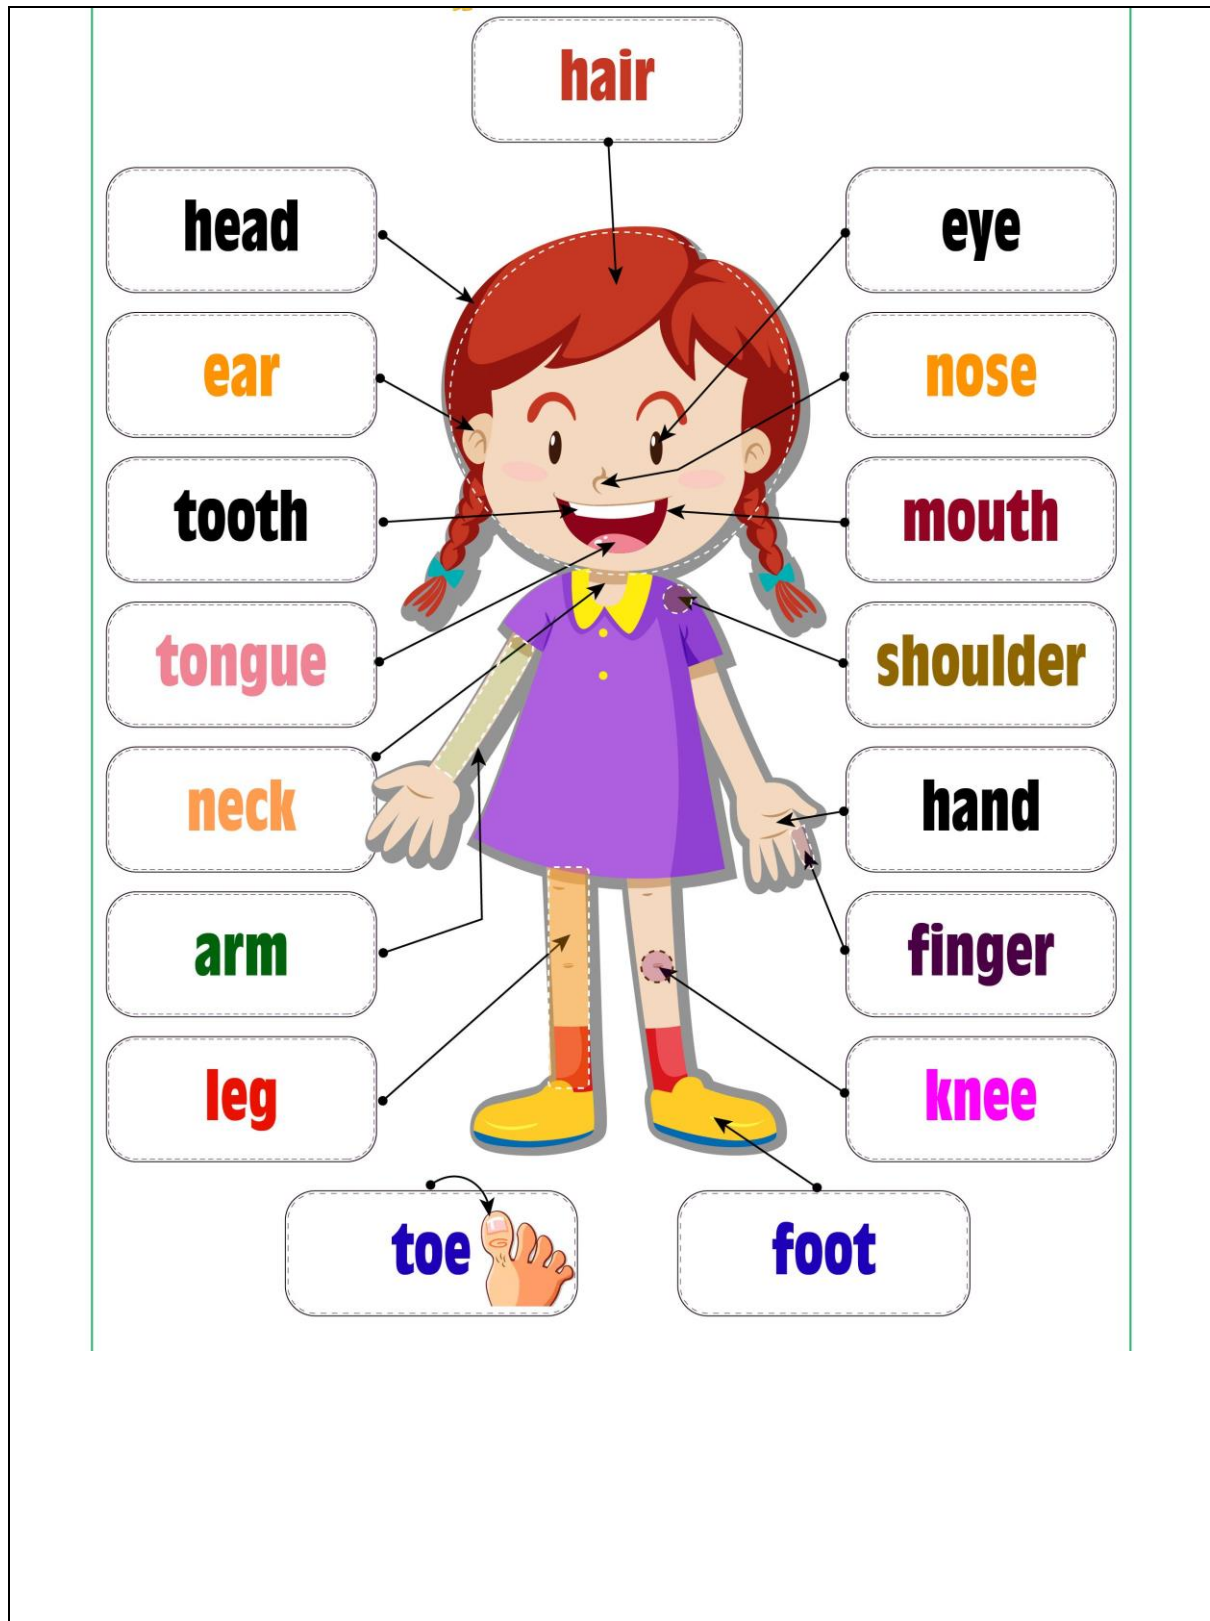 hair
head
eye
ear
nose
tooth
mouth
tongue
shoulder
neck
hand
arm
finger
leg
knee
toe
foot